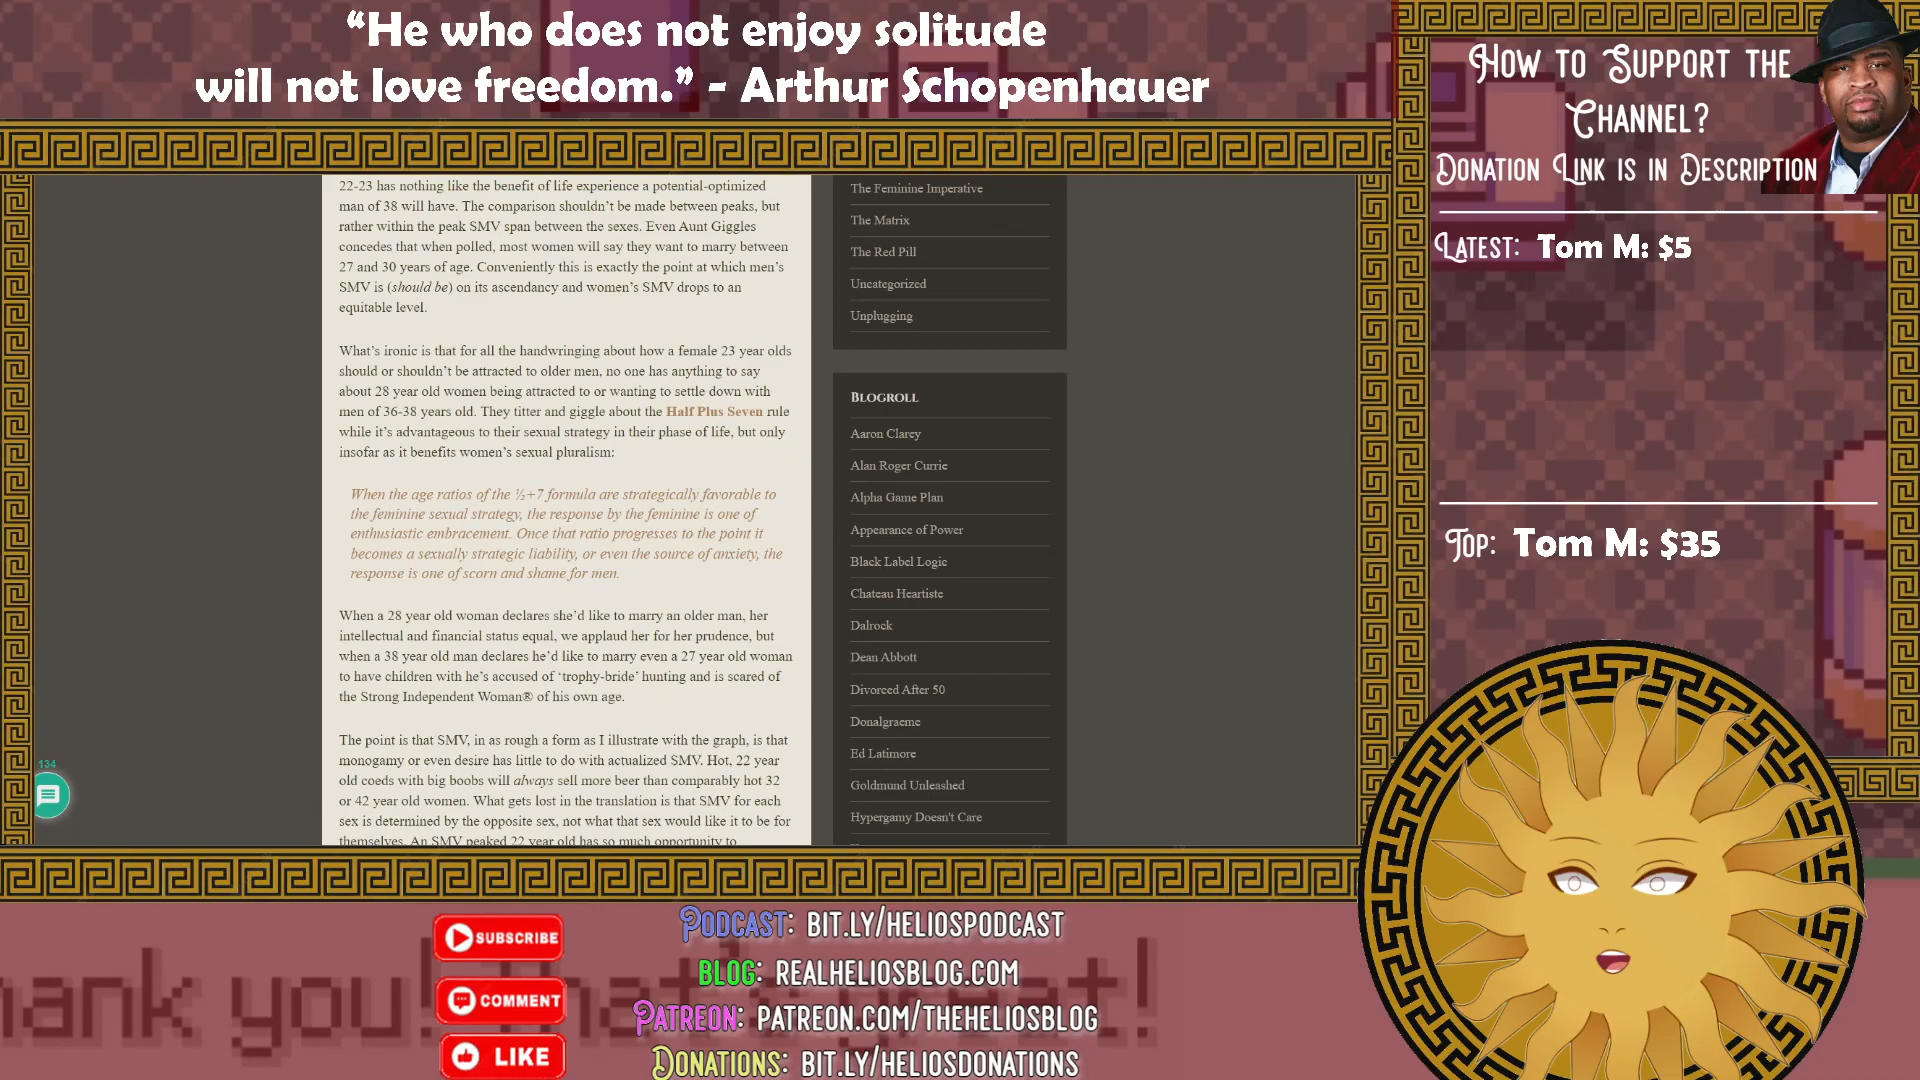 “He who does not enjoy solitude
will not love freedom.” - Arthur Schopenhauer
How to Support the
Channel?
Donation Link is in Description
Latest: Tom M: $5
Top: Tom M: $35
22-23 has nothing like the benefit of life experience a potential-optimized
man of 38 will have. The comparison shouldn’t be made between peaks, but
rather within the peak SMV span between the sexes. Even Aunt Giggles
concedes that when polled, most women will say they want to marry between
27 and 30 years of age. Conveniently this is exactly the point at which men’s
SMV is (should be) on its ascendancy and women’s SMV drops to an
equitable level.
What’s ironic is that for all the handwringing about how a female 23 year olds
should or shouldn’t be attracted to older men, no one has anything to say
about 28 year old women being attracted to or wanting to settle down with
men of 36-38 years old. They titter and giggle about the Half Plus Seven rule
while it’s advantageous to their sexual strategy in their phase of life, but only
insofar as it benefits women’s sexual pluralism:
When the age ratios of the ½+7 formula are strategically favorable to
the feminine sexual strategy, the response by the feminine is one of
enthusiastic embracement. Once that ratio progresses to the point it
becomes a sexually strategic liability, or even the source of anxiety, the
response is one of scorn and shame for men.
When a 28 year old woman declares she’d like to marry an older man, her
intellectual and financial status equal, we applaud her for her prudence, but
when a 38 year old man declares he’d like to marry even a 27 year old woman
to have children with he’s accused of ‘trophy-bride’ hunting and is scared of
the Strong Independent Woman® of his own age.
The point is that SMV, in as rough a form as I illustrate with the graph, is that
monogamy or even desire has little to do with actualized SMV. Hot, 22 year
old coeds with big boobs will always sell more beer than comparably hot 32
or 42 year old women. What gets lost in the translation is that SMV for each
sex is determined by the opposite sex, not what that sex would like it to be for
themselves. An SMV peaked 22 year old has so much opportunity to
The Feminine Imperative
The Matrix
The Red Pill
Uncategorized
Unplugging
Blogroll
Aaron Clarey
Alan Roger Currie
Alpha Game Plan
Appearance of Power
Black Label Logic
Chateau Heartiste
Dalrock
Dean Abbott
Divorced After 50
Donalgraeme
Ed Latimore
Goldmund Unleashed
Hypergamy Doesn't Care
134
SUBSCRIBE
COMMENT
LIKE
Podcast: bit.ly/heliospodcast
Blog: realheliosblog.com
Patreon: patreon.com/theheliosblog
Donations: bit.ly/heliosdonations